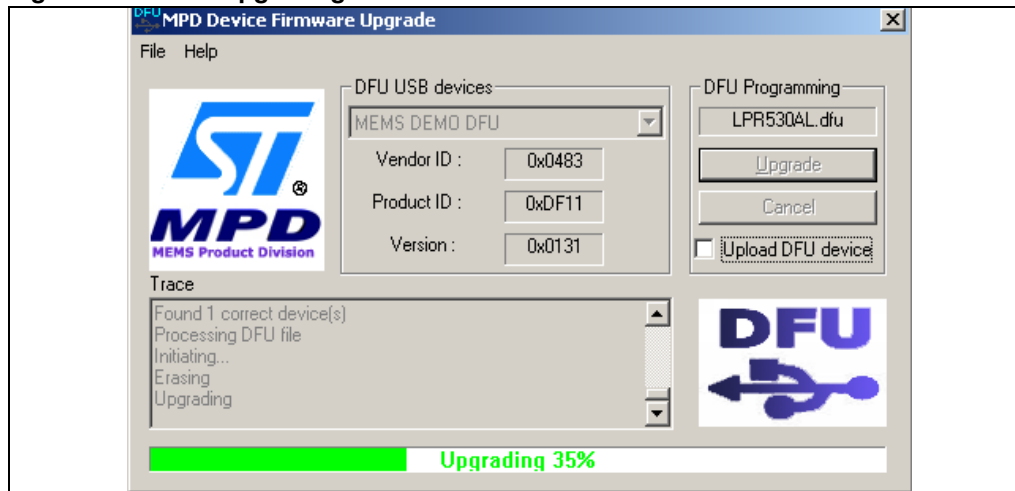 DFU MPD Device Firmware Upgrade
File Help
DFU USB devices
MEMS DEMO DFU
Vendor ID : 0x0483
Product ID : 0xDF11
Version : 0x0131
DFU Programming
LPR530AL.dfu
Upgrade
Cancel
Upload DFU device
ST
®
MPD
MEMS Product Division
Trace
Found 1 correct device(s)
Processing DFU file
Initiating...
Erasing
Upgrading
DFU
Upgrading 35%